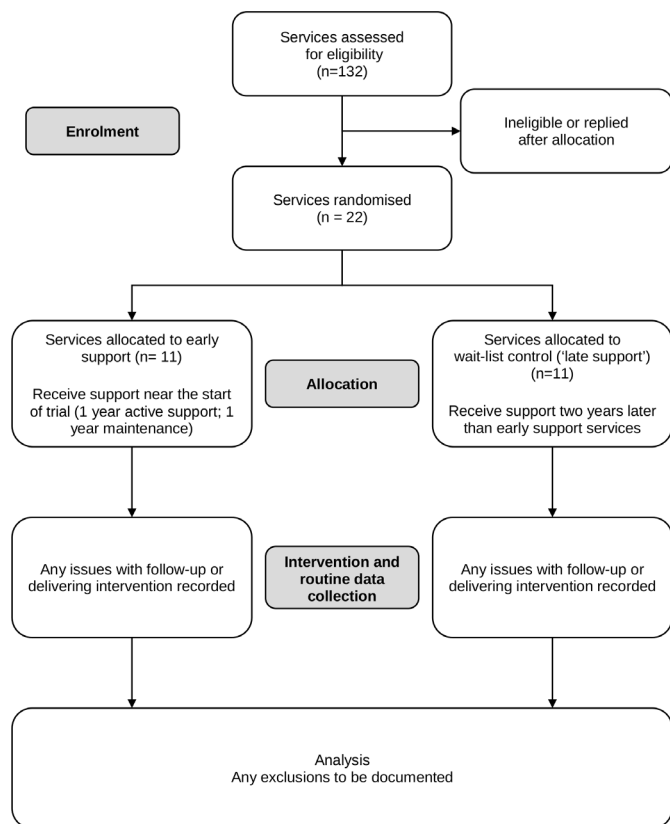 Services assessed
for eligibility
(n=132)
Enrolment
Ineligible or replied
after allocation
Services randomised
(n = 22)
Services allocated to early
support (n= 11)
Receive support near the start
of trial (1 year active support; 1
year maintenance)
Allocation
Services allocated to
wait-list control (‘late support’)
(n=11)
Receive support two years later
than early support services
Any issues with follow-up or
delivering intervention recorded
Intervention and
routine data
collection
Any issues with follow-up or
delivering intervention recorded
Analysis
Any exclusions to be documented